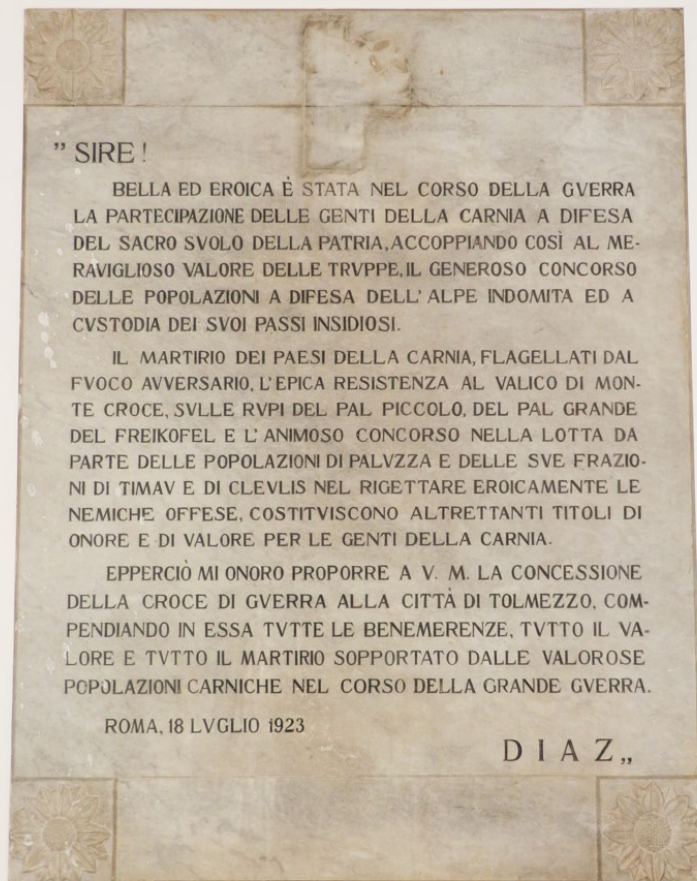 " SIRE !
BELLA ED EROICA È STATA NEL CORSO DELLA GVERRA
LA PARTECIPAZIONE DELLE GENTI DELLA CARNIA A DIFESA
DEL SACRO SVOLO DELLA PATRIA, ACCOPPIANDO COSÌ AL ME-
RAVIGLIOSO VALORE DELLE TRVPPE, IL GENEROSO CONCORSO
DELLE POPOLAZIONI A DIFESA DELL'ALPE INDOMITA ED A
CVSTODIA DEI SVOI PASSI INSIDIOSI.
IL MARTIRIO DEI PAESI DELLA CARNIA, FLAGELLATI DAL
FVOCO AVVERSARIO, L'EPICA RESISTENZA AL VALICO DI MON-
TE CROCE, SVLLE RVPI DEL PAL PICCOLO, DEL PAL GRANDE
DEL FREIKOFEL E L'ANIMOSO CONCORSO NELLA LOTTA DA
PARTE DELLE POPOLAZIONI DI PALVZZA E DELLE SVE FRAZIO-
NI DI TIMAV E DI CLEVLIS NEL RIGETTARE EROICAMENTE LE
NEMICHE OFFESE, COSTITVISCONO ALTRETTANTI TITOLI DI
ONORE E DI VALORE PER LE GENTI DELLA CARNIA.
EPPERCIÒ MI ONORO PROPORRE A V. M. LA CONCESSIONE
DELLA CROCE DI GVERRA ALLA CITTÀ DI TOLMEZZO, COM-
PENDIANDO IN ESSA TVTTE LE BENEMERENZE, TVTTO IL VA-
LORE E TVTTO IL MARTIRIO SOPPORTATO DALLE VALOROSE
POPOLAZIONI CARNICHE NEL CORSO DELLA GRANDE GVERRA.
ROMA, 18 LVGLIO 1923
DIAZ „